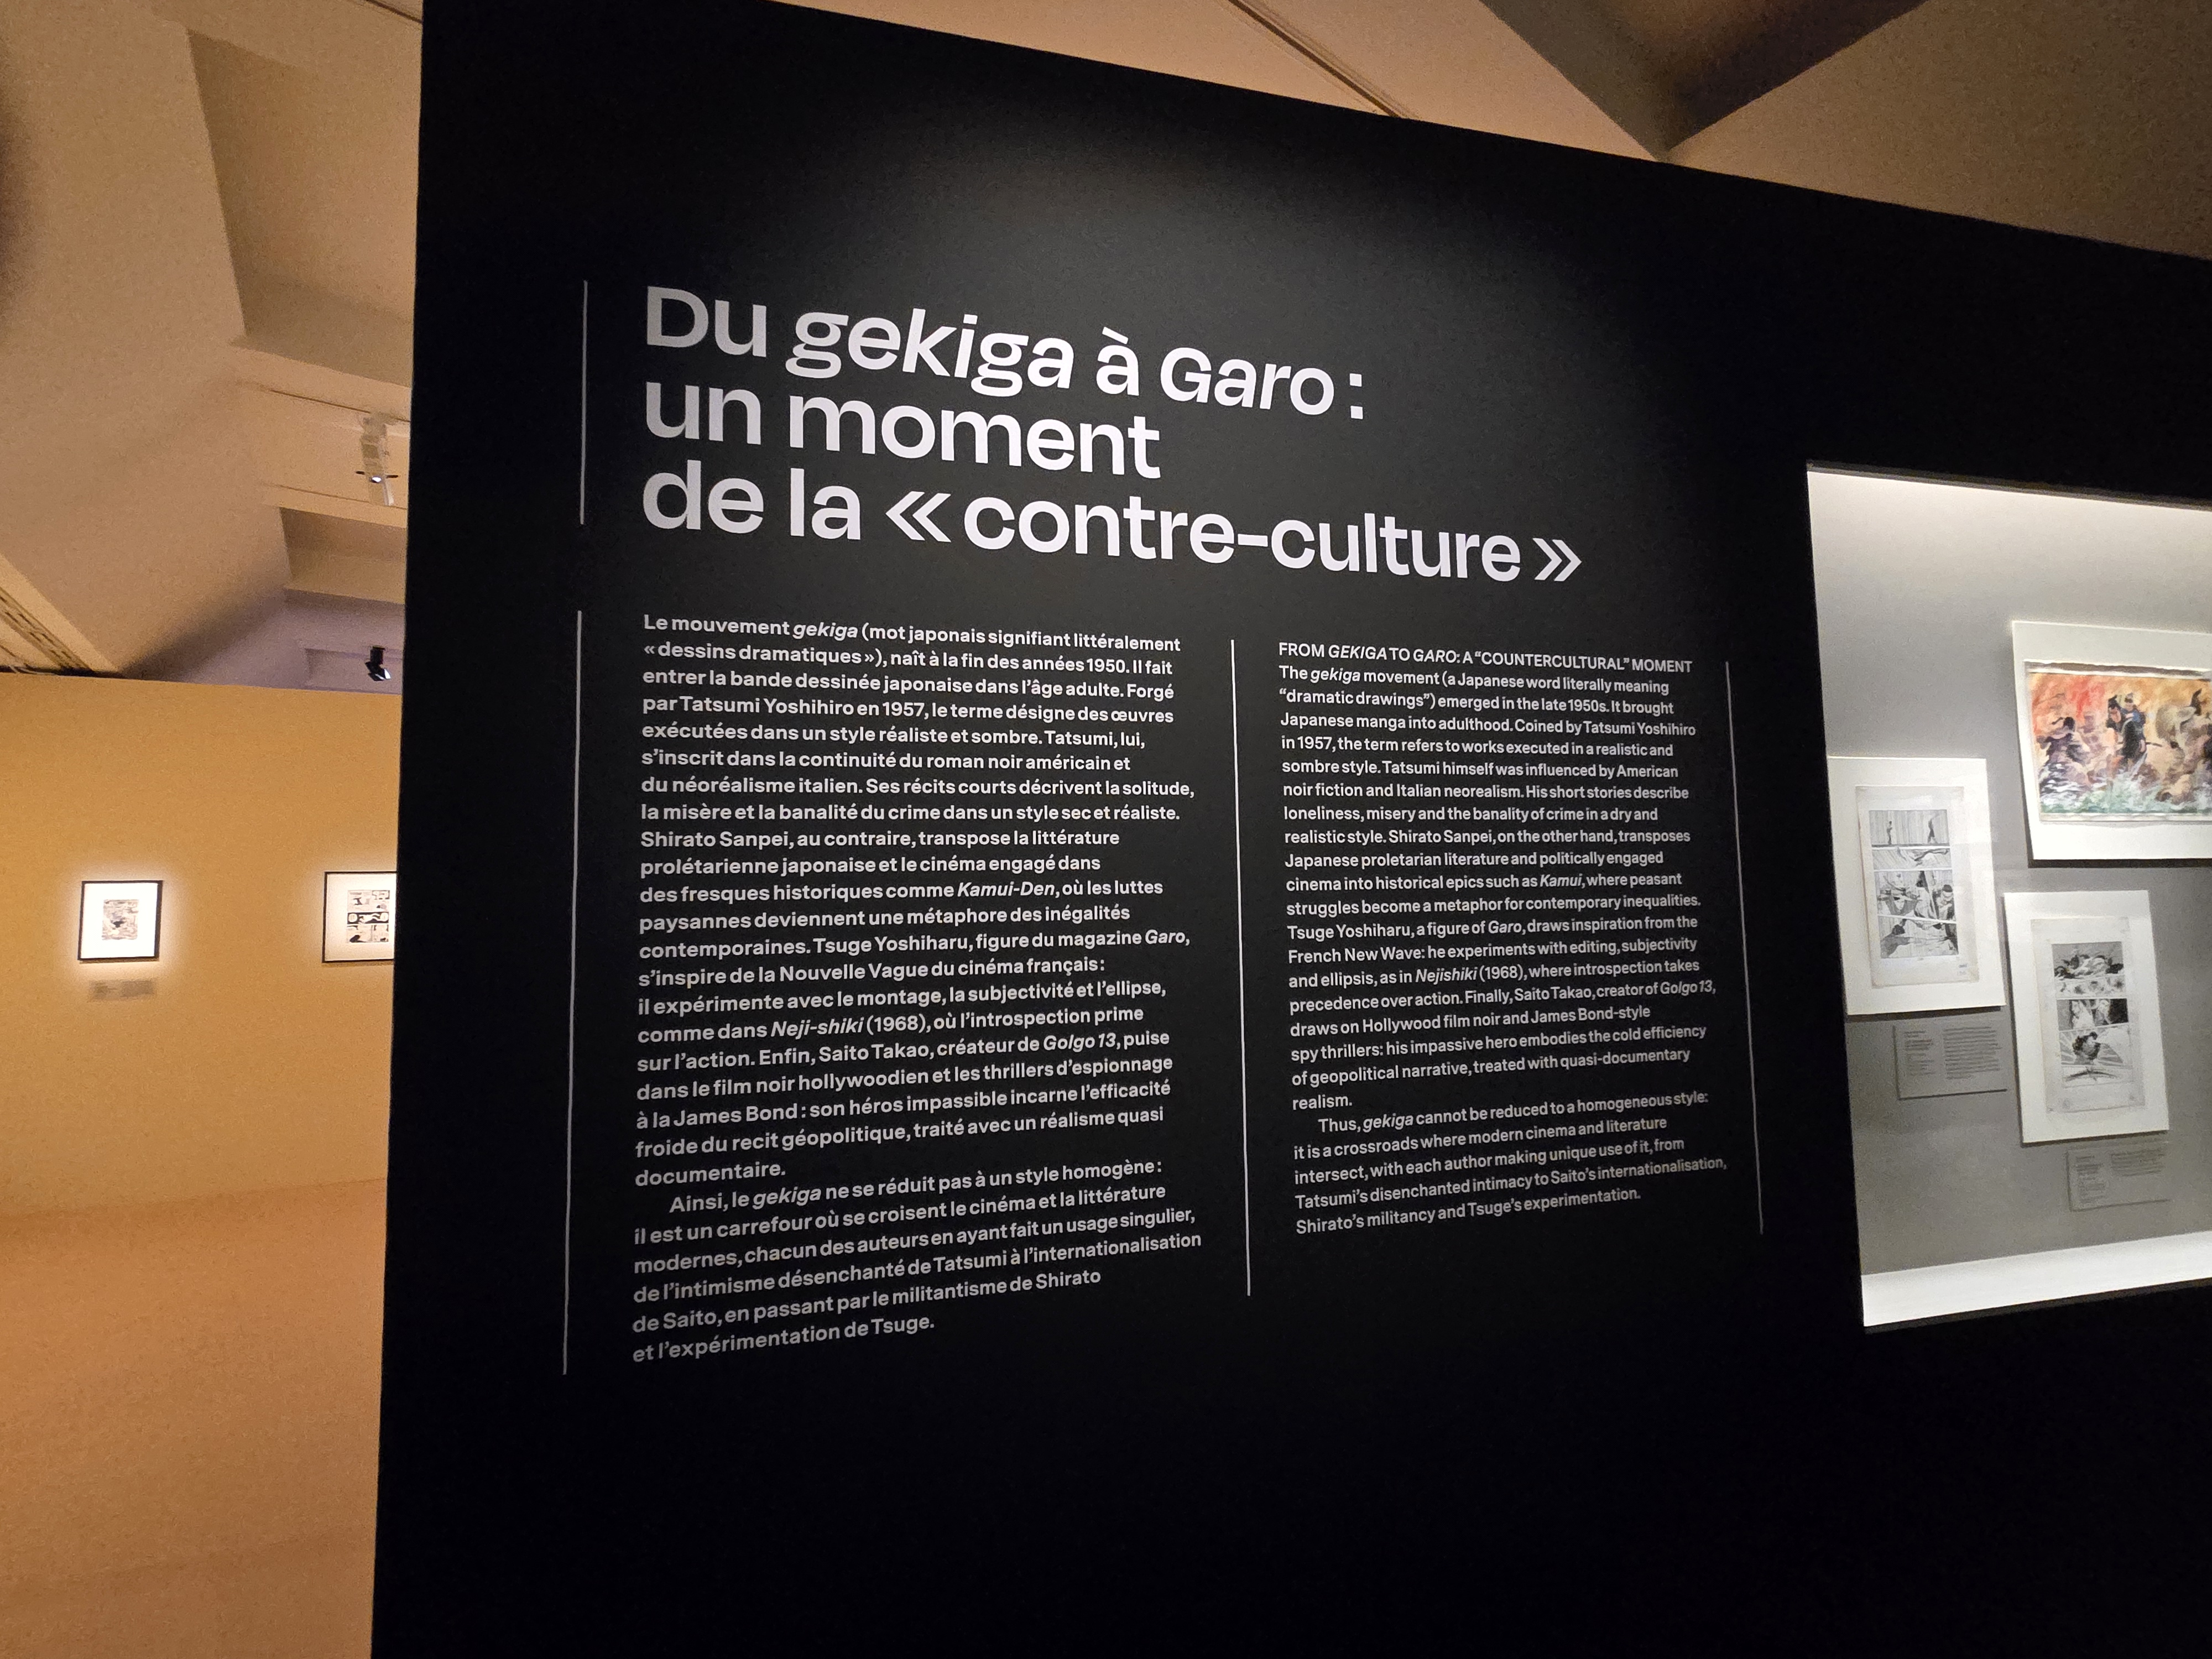 Du gekiga à Garo :
un moment
de la « contre-culture »
Le mouvement gekiga (mot japonais signifiant littéralement
« dessins dramatiques »), naît à la fin des années 1950. Il fait
entrer la bande dessinée japonaise dans l’âge adulte. Forgé
par Tatsumi Yoshihiro en 1957, le terme désigne des œuvres
exécutées dans un style réaliste et sombre. Tatsumi, lui,
s’inscrit dans la continuité du roman noir américain et
du néoréalisme italien. Ses récits courts décrivent la solitude,
la misère et la banalité du crime dans un style sec et réaliste.
Shirato Sanpei, au contraire, transpose la littérature
prolétarienne japonaise et le cinéma engagé dans
des fresques historiques comme Kamui-Den, où les luttes
paysannes deviennent une métaphore des inégalités
contemporaines. Tsuge Yoshiharu, figure du magazine Garo,
s’inspire de la Nouvelle Vague du cinéma français :
il expérimente avec le montage, la subjectivité et l’ellipse,
comme dans Neji-shiki (1968), où l’introspection prime
sur l’action. Enfin, Saito Takao, créateur de Golgo 13, puise
dans le film noir hollywoodien et les thrillers d’espionnage
à la James Bond : son héros impassible incarne l’efficacité
froide du recit géopolitique, traité avec un réalisme quasi
documentaire.
Ainsi, le gekiga ne se réduit pas à un style homogène :
il est un carrefour où se croisent le cinéma et la littérature
modernes, chacun des auteurs en ayant fait un usage singulier,
de l’intimisme désenchanté de Tatsumi à l’internationalisation
de Saito, en passant par le militantisme de Shirato
et l’expérimentation de Tsuge.
FROM GEKIGA TO GARO: A “COUNTERCULTURAL” MOMENT
The gekiga movement (a Japanese word literally meaning
“dramatic drawings”) emerged in the late 1950s. It brought
Japanese manga into adulthood. Coined by Tatsumi Yoshihiro
in 1957, the term refers to works executed in a realistic and
sombre style. Tatsumi himself was influenced by American
noir fiction and Italian neorealism. His short stories describe
loneliness, misery and the banality of crime in a dry and
realistic style. Shirato Sanpei, on the other hand, transposes
Japanese proletarian literature and politically engaged
cinema into historical epics such as Kamui, where peasant
struggles become a metaphor for contemporary inequalities.
Tsuge Yoshiharu, a figure of Garo, draws inspiration from the
French New Wave: he experiments with editing, subjectivity
and ellipsis, as in Nejishiki (1968), where introspection takes
precedence over action. Finally, Saito Takao, creator of Golgo 13,
draws on Hollywood film noir and James Bond-style
spy thrillers: his impassive hero embodies the cold efficiency
of geopolitical narrative, treated with quasi-documentary
realism.
Thus, gekiga cannot be reduced to a homogeneous style:
it is a crossroads where modern cinema and literature
intersect, with each author making unique use of it, from
Tatsumi’s disenchanted intimacy to Saito’s internationalisation,
Shirato’s militancy and Tsuge’s experimentation.